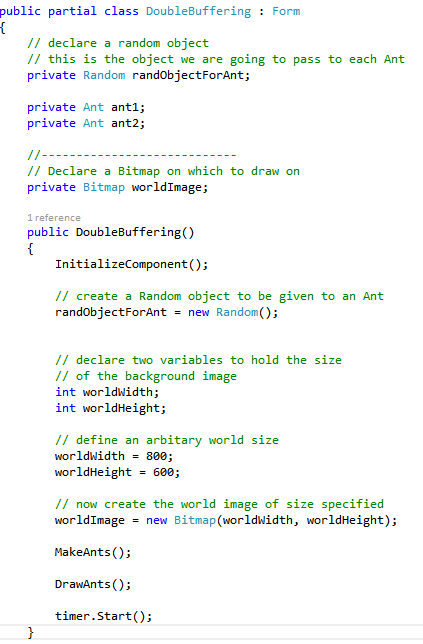 public partial class DoubleBuffering : Form
{
// declare a random object
// this is the object we are going to pass to each Ant
private Random randObjectForAnt;
private Ant ant1;
private Ant ant2;
//----------------------------
// Declare a Bitmap on which to draw on
private Bitmap worldImage;
1 reference
public DoubleBuffering()
{
InitializeComponent();
// create a Random object to be given to an Ant
randObjectForAnt = new Random();
// declare two variables to hold the size
// of the background image
int worldWidth;
int worldHeight;
// define an arbitary world size
worldWidth = 800;
worldHeight = 600;
// now create the world image of size specified
worldImage = new Bitmap(worldWidth, worldHeight);
MakeAnts();
DrawAnts();
timer.Start();
}